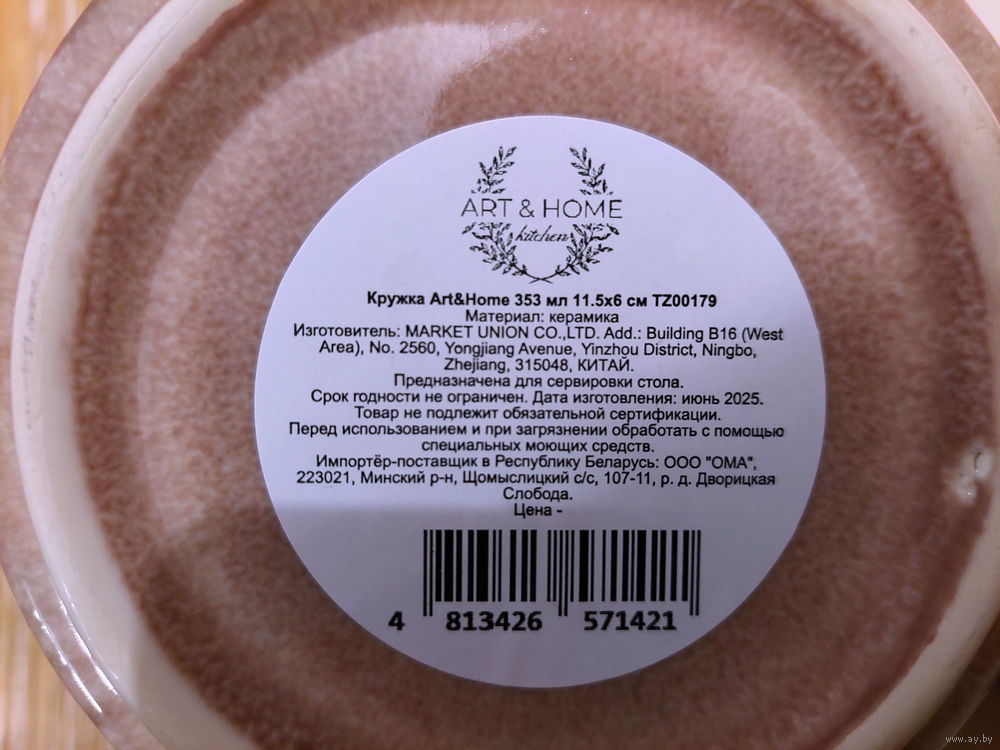 ART & HOME
kitchen
Кружка Art&Home 353 мл 11.5х6 см TZ00179
Материал: керамика
Изготовитель: MARKET UNION CO.,LTD. Add.: Building B16 (West
Area), No. 2560, Yongjiang Avenue, Yinzhou District, Ningbo,
Zhejiang, 315048, КИТАЙ.
Предназначена для сервировки стола.
Срок годности не ограничен. Дата изготовления: июнь 2025.
Товар не подлежит обязательной сертификации.
Перед использованием и при загрязнении обработать с помощью
специальных моющих средств.
Импортёр-поставщик в Республику Беларусь: ООО "ОМА",
223021, Минский р-н, Щомыслицкий с/с, 107-11, р. д. Дворицкая
Слобода.
Цена -
4 813426 571421
www.ay.by